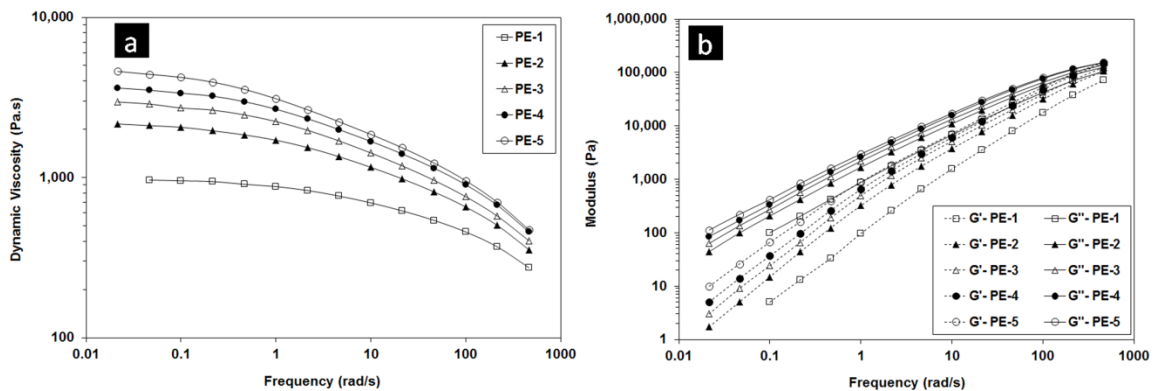 a
10,000
1,000
100
Dynamic Viscosity (Pa.s)
0.01 0.1 1 10 100 1000
Frequency (rad/s)
PE-1
PE-2
PE-3
PE-4
PE-5
b
1,000,000
100,000
10,000
1,000
100
10
1
Modulus (Pa)
0.01 0.1 1 10 100 1000
Frequency (rad/s)
G'- PE-1 G''- PE-1
G'- PE-2 G''- PE-2
G'- PE-3 G''- PE-3
G'- PE-4 G''- PE-4
G'- PE-5 G''- PE-5